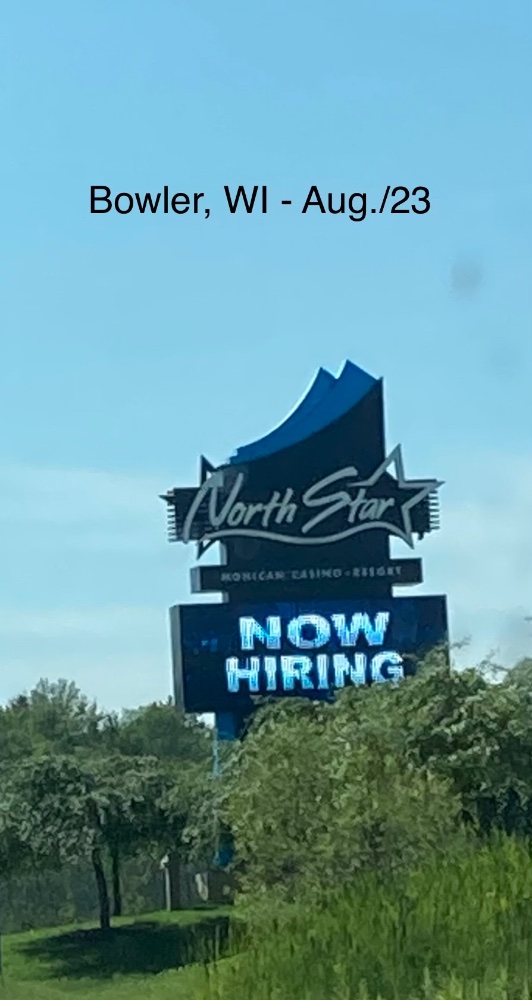 Bowler, WI - Aug./23
North Star
MOHICAN CASINO - RESORT
NOW
HIRING